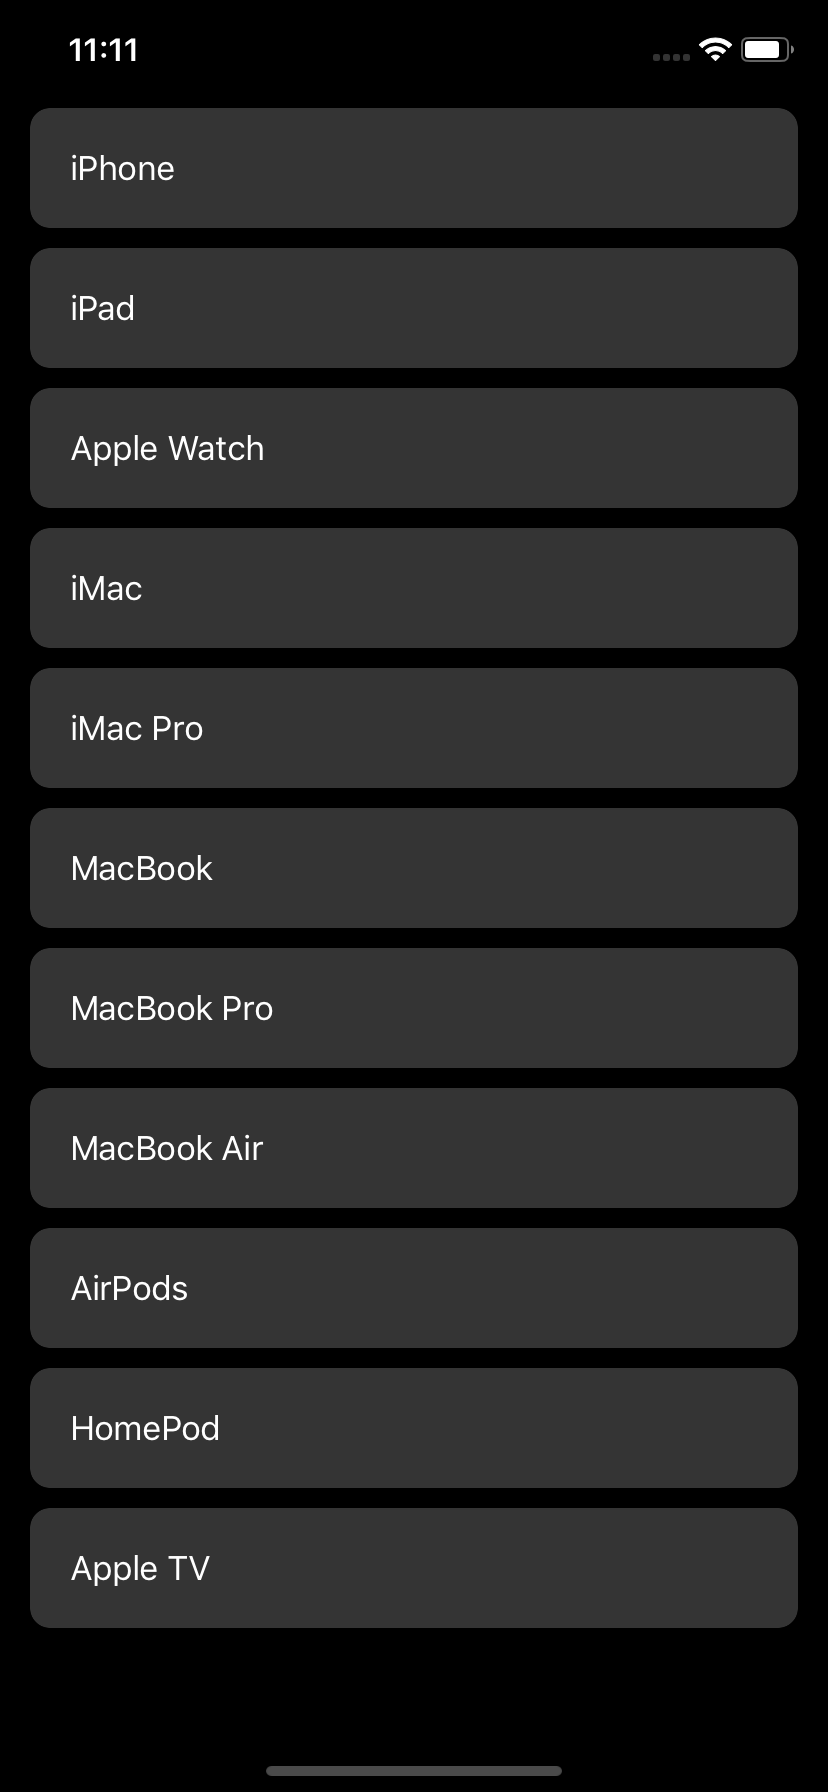 11:11
iPhone
iPad
Apple Watch
iMac
iMac Pro
MacBook
MacBook Pro
MacBook Air
AirPods
HomePod
Apple TV